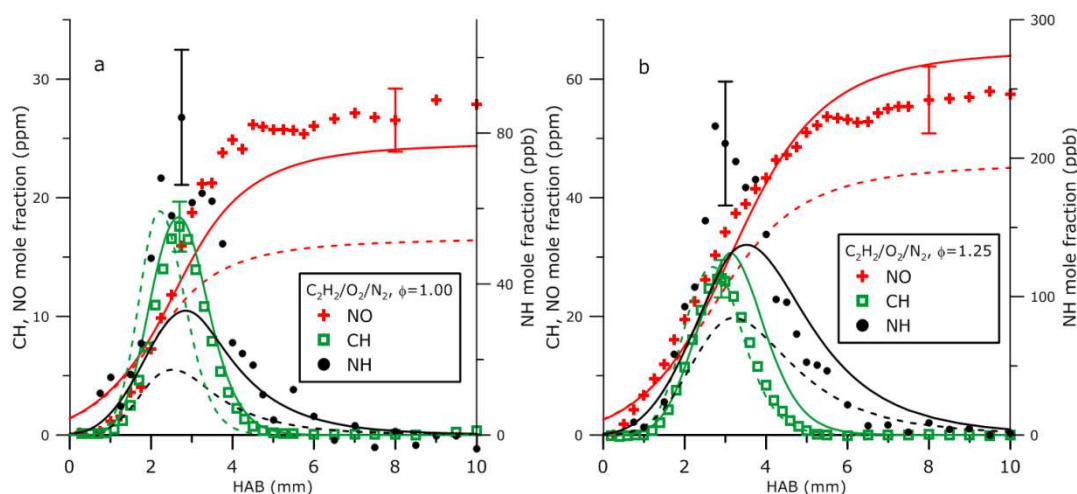 a
CH, NO mole fraction (ppm)
30
20
10
0
80
40
0
NH mole fraction (ppb)
C₂H₂/O₂/N₂, ϕ=1.00
NO
CH
NH
0 2 4 6 8 10
HAB (mm)
b
CH, NO mole fraction (ppm)
60
40
20
0
300
200
100
0
NH mole fraction (ppb)
C₂H₂/O₂/N₂, ϕ=1.25
NO
CH
NH
0 2 4 6 8 10
HAB (mm)